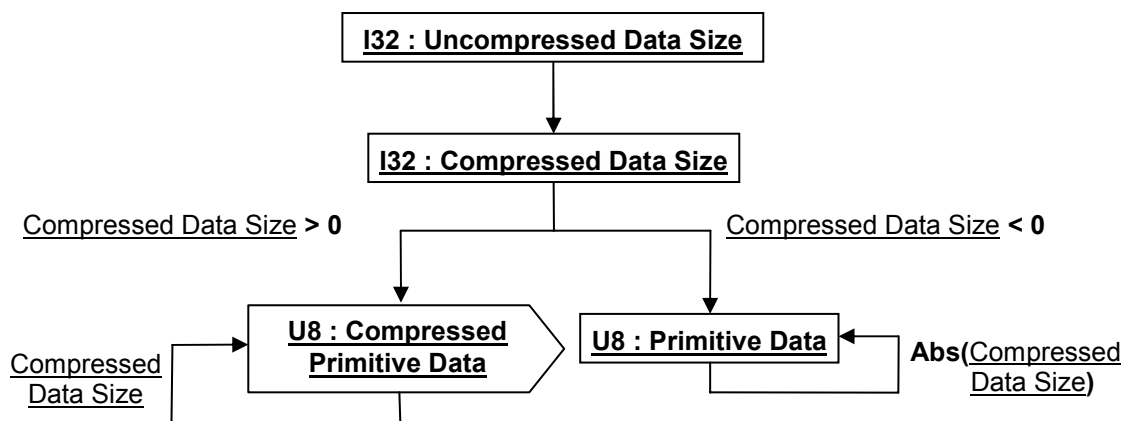 I32 : Uncompressed Data Size
I32 : Compressed Data Size
Compressed Data Size > 0
Compressed Data Size < 0
U8 : Compressed
Primitive Data
U8 : Primitive Data
Compressed
Data Size
Abs(Compressed
Data Size)